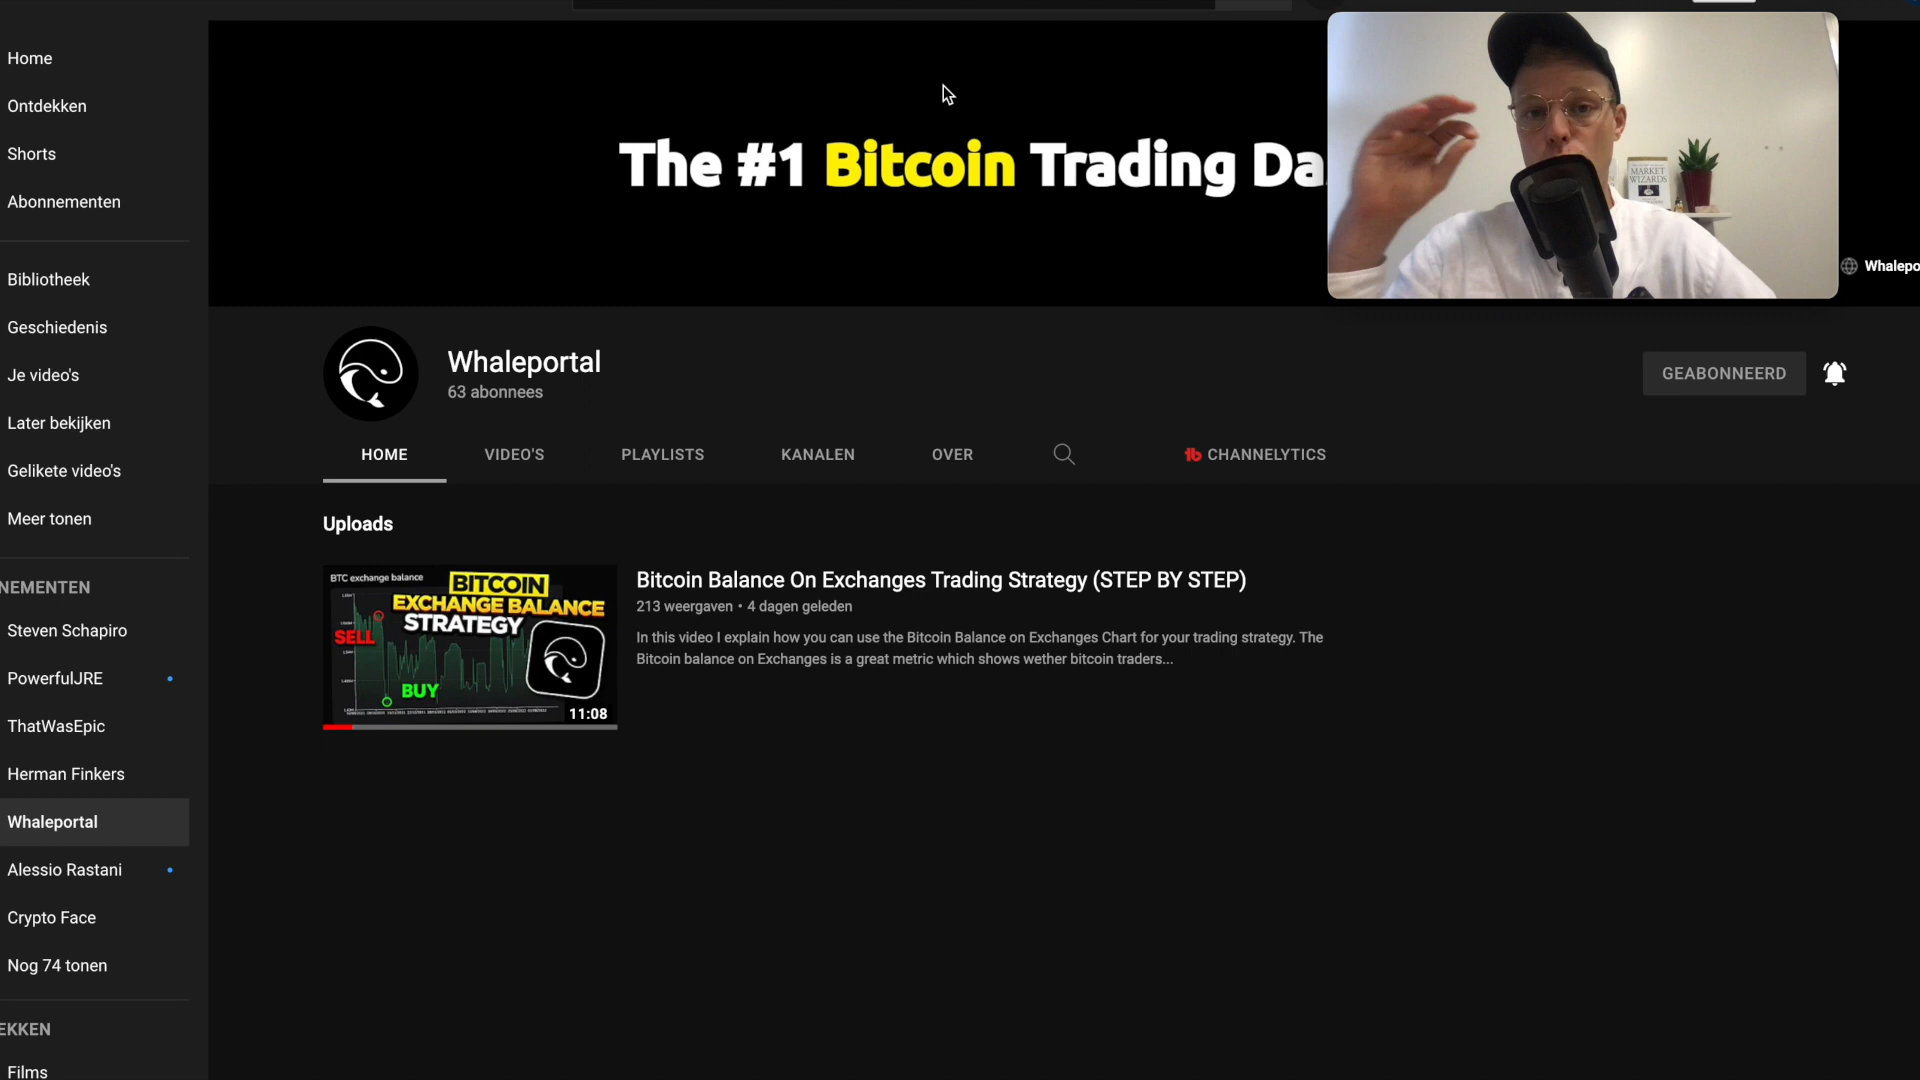 Home
Ontdekken
Shorts
Abonnementen
Bibliotheek
Geschiedenis
Je video's
Later bekijken
Gelikete video's
Meer tonen
NEMENTEN
Steven Schapiro
PowerfulJRE
ThatWasEpic
Herman Finkers
Whaleportal
Alessio Rastani
Crypto Face
Nog 74 tonen
EKKEN
Films
The #1 Bitcoin Trading Da
MARKET
WIZARDS
Whalepo
Whaleportal
63 abonnees
GEABONNEERD
HOME
VIDEO'S
PLAYLISTS
KANALEN
OVER
CHANNELYTICS
Uploads
BTC exchange balance
BITCOIN
EXCHANGE BALANCE
STRATEGY
SELL
BUY
11:08
Bitcoin Balance On Exchanges Trading Strategy (STEP BY STEP)
213 weergaven • 4 dagen geleden
In this video I explain how you can use the Bitcoin Balance on Exchanges Chart for your trading strategy. The
Bitcoin balance on Exchanges is a great metric which shows wether bitcoin traders...